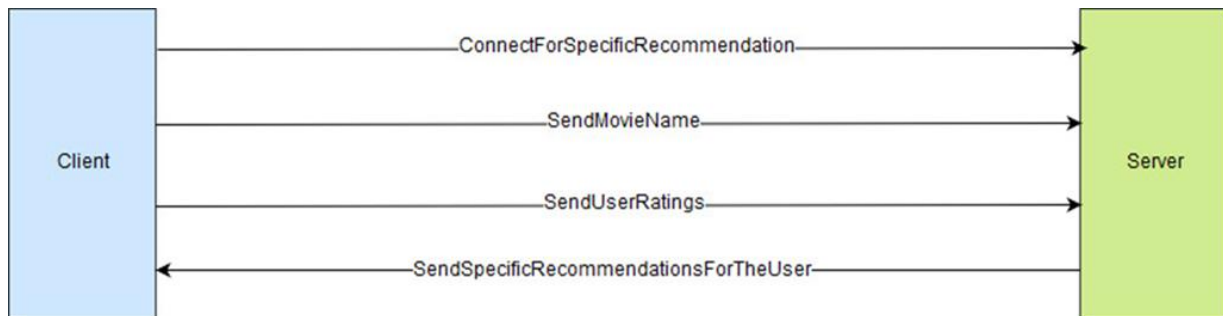 ConnectForSpecificRecommendation
SendMovieName
Client
Server
SendUserRatings
SendSpecificRecommendationsForTheUser